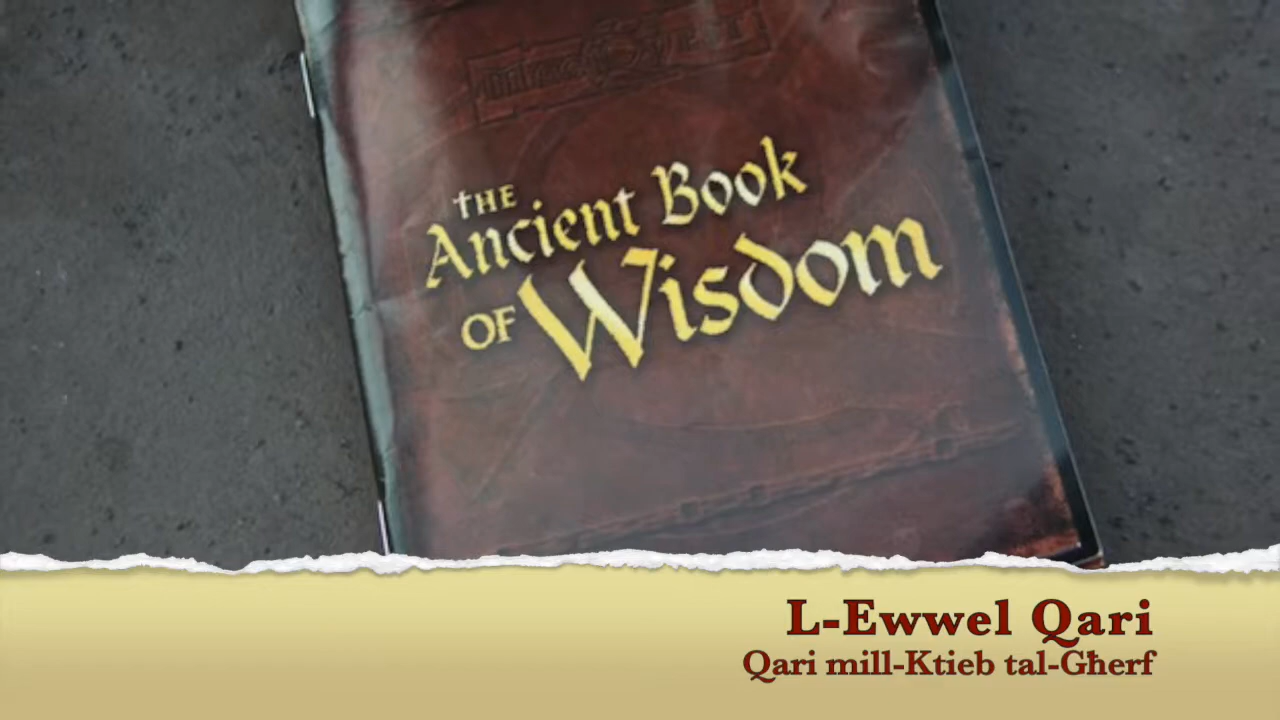 THE
Ancient Book
OF Wisdom
L-Ewwel Qari
Qari mill-Ktieb tal-Għerf